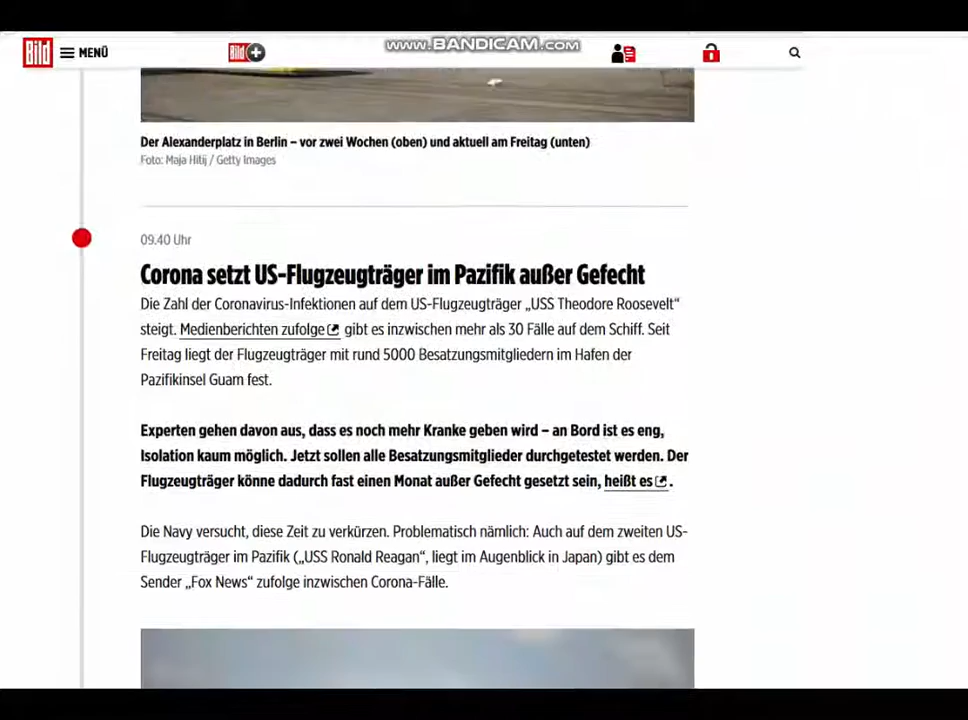 Bild
MENÜ
Bild
www.BANDICAM.com
Der Alexanderplatz in Berlin – vor zwei Wochen (oben) und aktuell am Freitag (unten)
Foto: Maja Hitij / Getty Images
09.40 Uhr
Corona setzt US-Flugzeugträger im Pazifik außer Gefecht
Die Zahl der Coronavirus-Infektionen auf dem US-Flugzeugträger „USS Theodore Roosevelt“
steigt. Medienberichten zufolge gibt es inzwischen mehr als 30 Fälle auf dem Schiff. Seit
Freitag liegt der Flugzeugträger mit rund 5000 Besatzungsmitgliedern im Hafen der
Pazifikinsel Guam fest.
Experten gehen davon aus, dass es noch mehr Kranke geben wird – an Bord ist es eng,
Isolation kaum möglich. Jetzt sollen alle Besatzungsmitglieder durchgetestet werden. Der
Flugzeugträger könne dadurch fast einen Monat außer Gefecht gesetzt sein, heißt es.
Die Navy versucht, diese Zeit zu verkürzen. Problematisch nämlich: Auch auf dem zweiten US-
Flugzeugträger im Pazifik („USS Ronald Reagan“, liegt im Augenblick in Japan) gibt es dem
Sender „Fox News“ zufolge inzwischen Corona-Fälle.